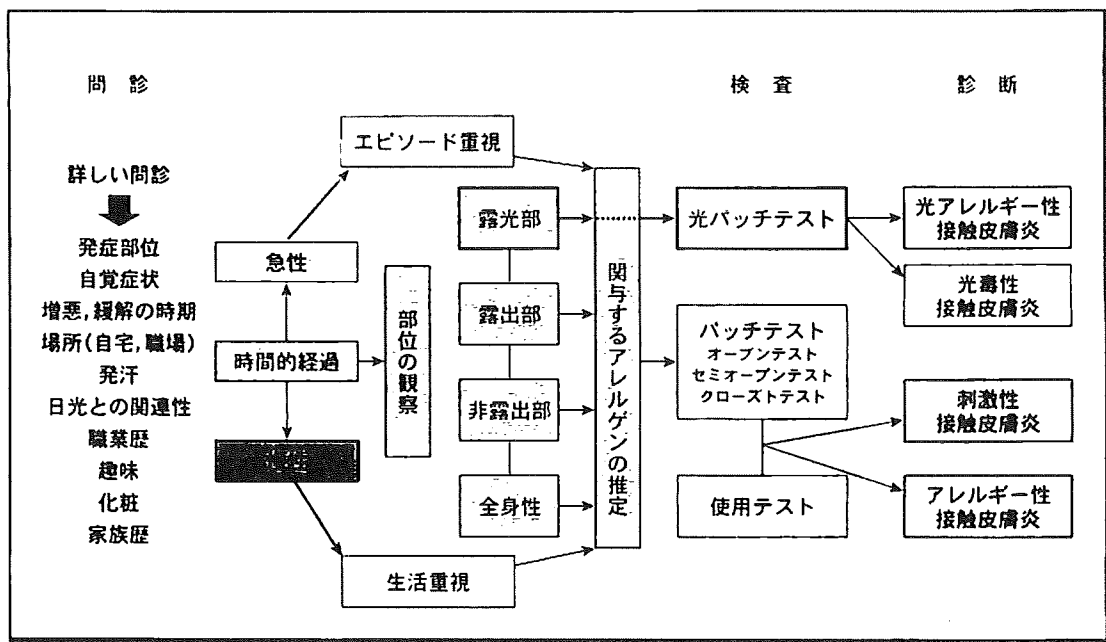 問診
検査
診断
詳しい問診
発症部位
自覚症状
増悪,緩解の時期
場所(自宅,職場)
発汗
日光との関連性
職業歴
趣味
化粧
家族歴
エピソード重視
急性
時間的経過
生活重視
部位の観察
露光部
露出部
非露出部
全身性
関与するアレルゲンの推定
光パッチテスト
パッチテスト
オープンテスト
セミオープンテスト
クローズトテスト
使用テスト
光アレルギー性
接触皮膚炎
光毒性
接触皮膚炎
刺激性
接触皮膚炎
アレルギー性
接触皮膚炎